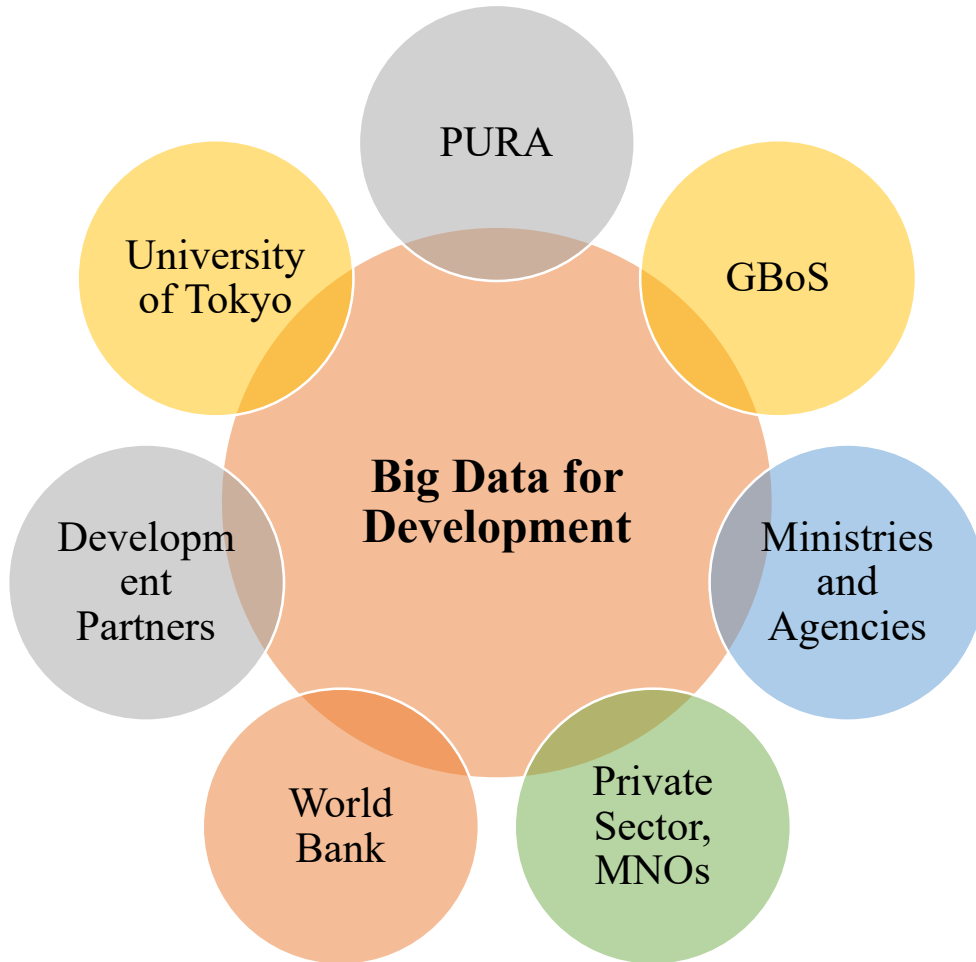 PURA
University
of Tokyo
GBoS
Big Data for
Development
Developm
ent
Partners
Ministries
and
Agencies
World
Bank
Private
Sector,
MNOs